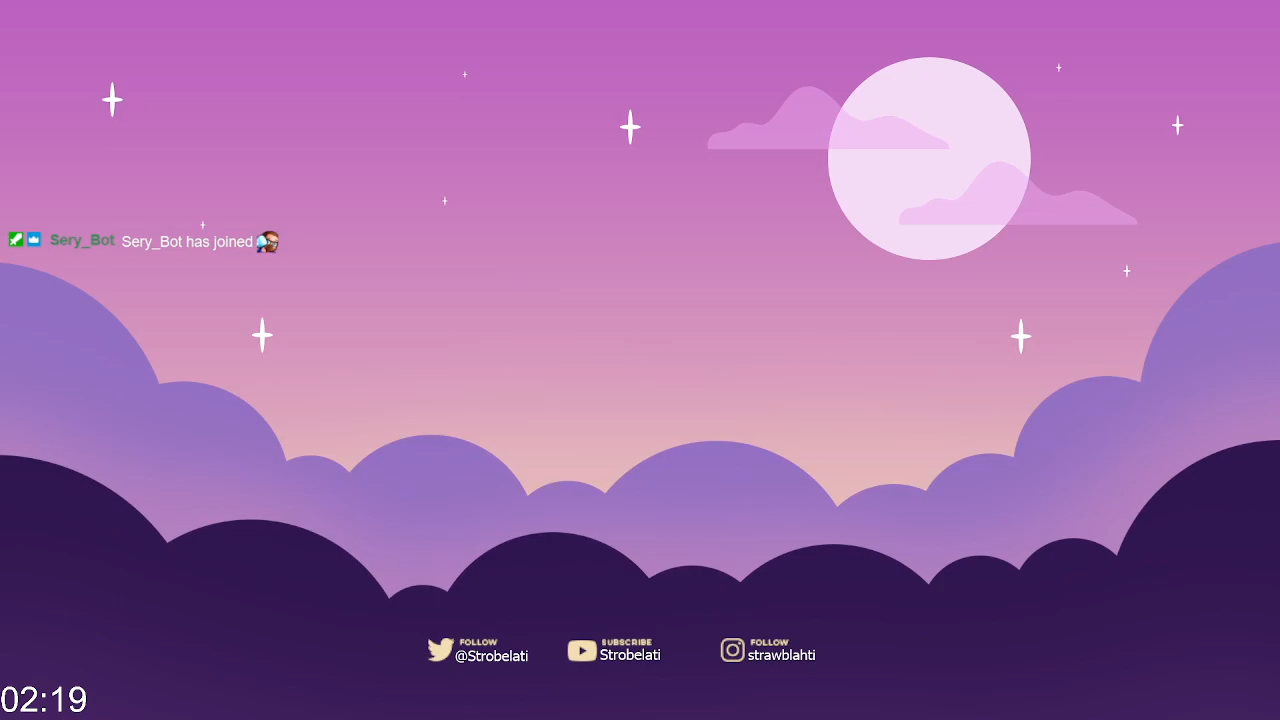 Sery_Bot Sery_Bot has joined
FOLLOW
@Strobelati
SUBSCRIBE
Strobelati
FOLLOW
strawblahti
02:19